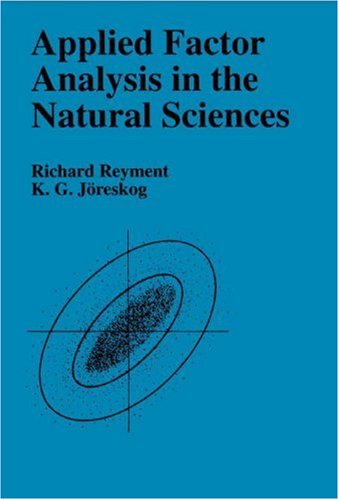 Applied Factor
Analysis in the
Natural Sciences
Richard Reyment
K. G. Jöreskog